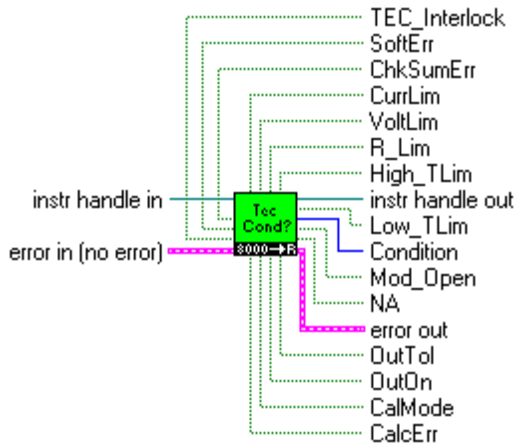 TEC_Interlock
SoftErr
ChkSumErr
CurrLim
VoltLim
R_Lim
High_TLim
instr handle in
instr handle out
Tec
Cond?
Low_TLim
error in (no error)
8000→R
Condition
Mod_Open
NA
error out
OutTol
OutOn
CalMode
CalcErr